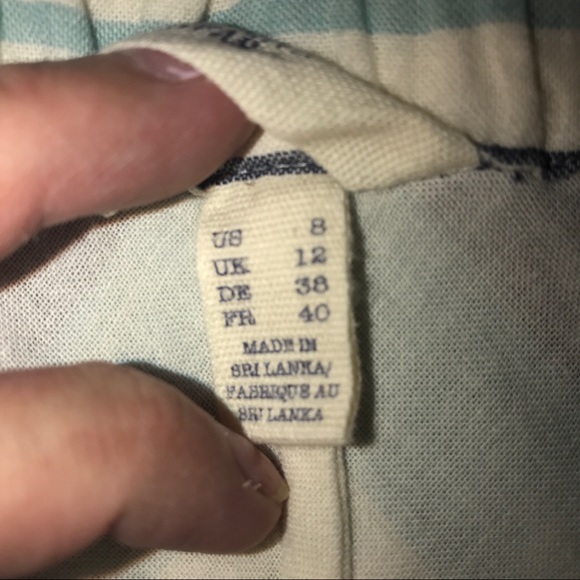 US 8
UK 12
DE 38
FR 40
MADE IN
SRI LANKA/
FABRIQUE AU
SRI LANKA